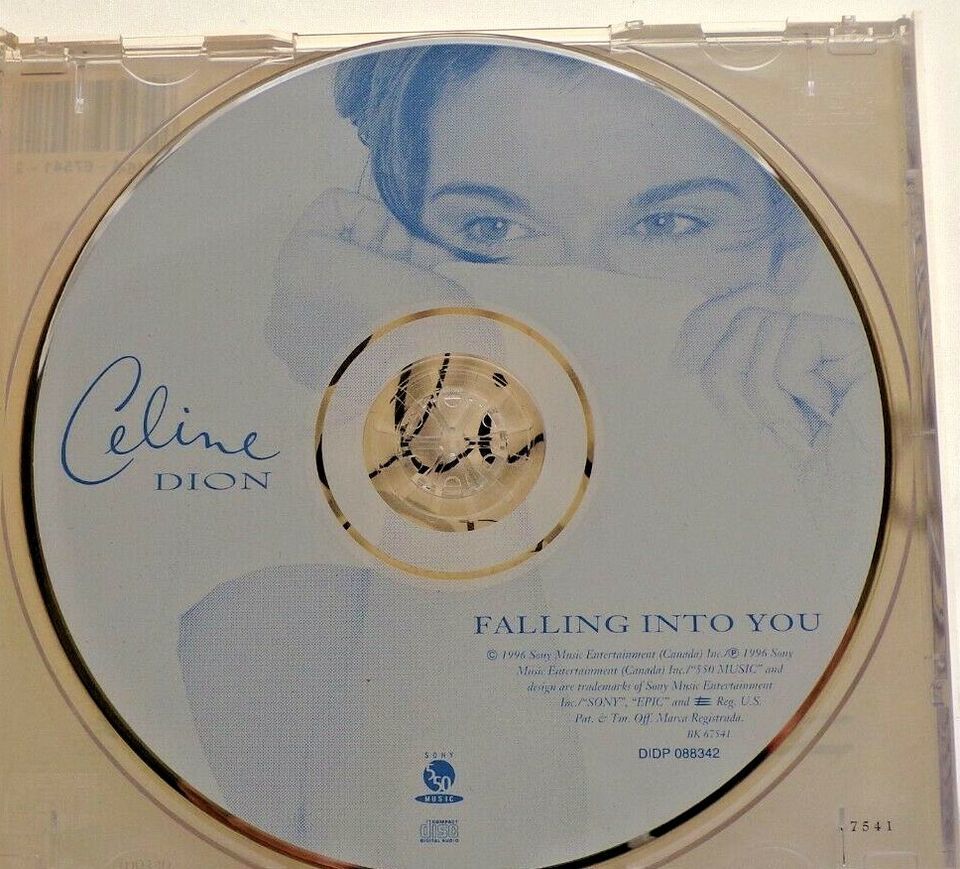 Celine
DION
FALLING INTO YOU
© 1996 Sony Music Entertainment (Canada) Inc./℗ 1996 Sony
Music Entertainment (Canada) Inc./"550 MUSIC" and
design are trademarks of Sony Music Entertainment
Inc./"SONY", "EPIC" and Reg. U.S.
Pat. & Tm. Off. Marca Registrada.
BK 67541
DIDP 088342
SONY
550
MUSIC
COMPACT
disc
DIGITAL AUDIO
7541
67541 - 2